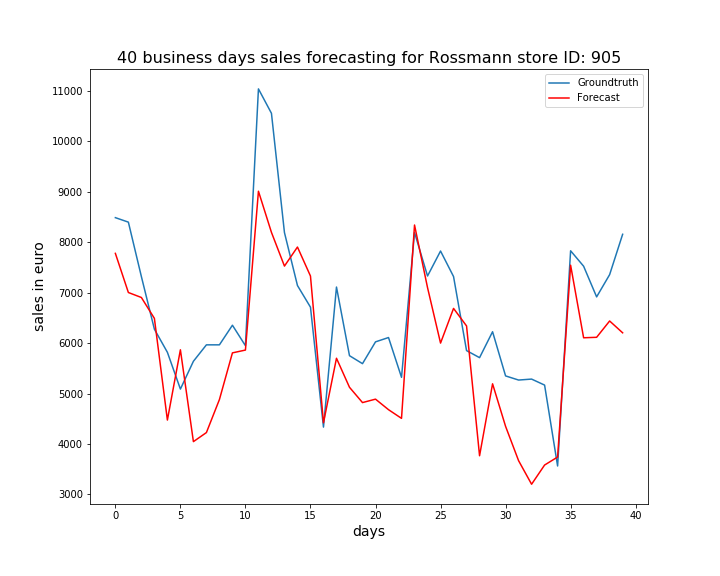 40 business days sales forecasting for Rossmann store ID: 905
Groundtruth
Forecast
11000
10000
9000
8000
7000
6000
5000
4000
3000
sales in euro
0 5 10 15 20 25 30 35 40
days